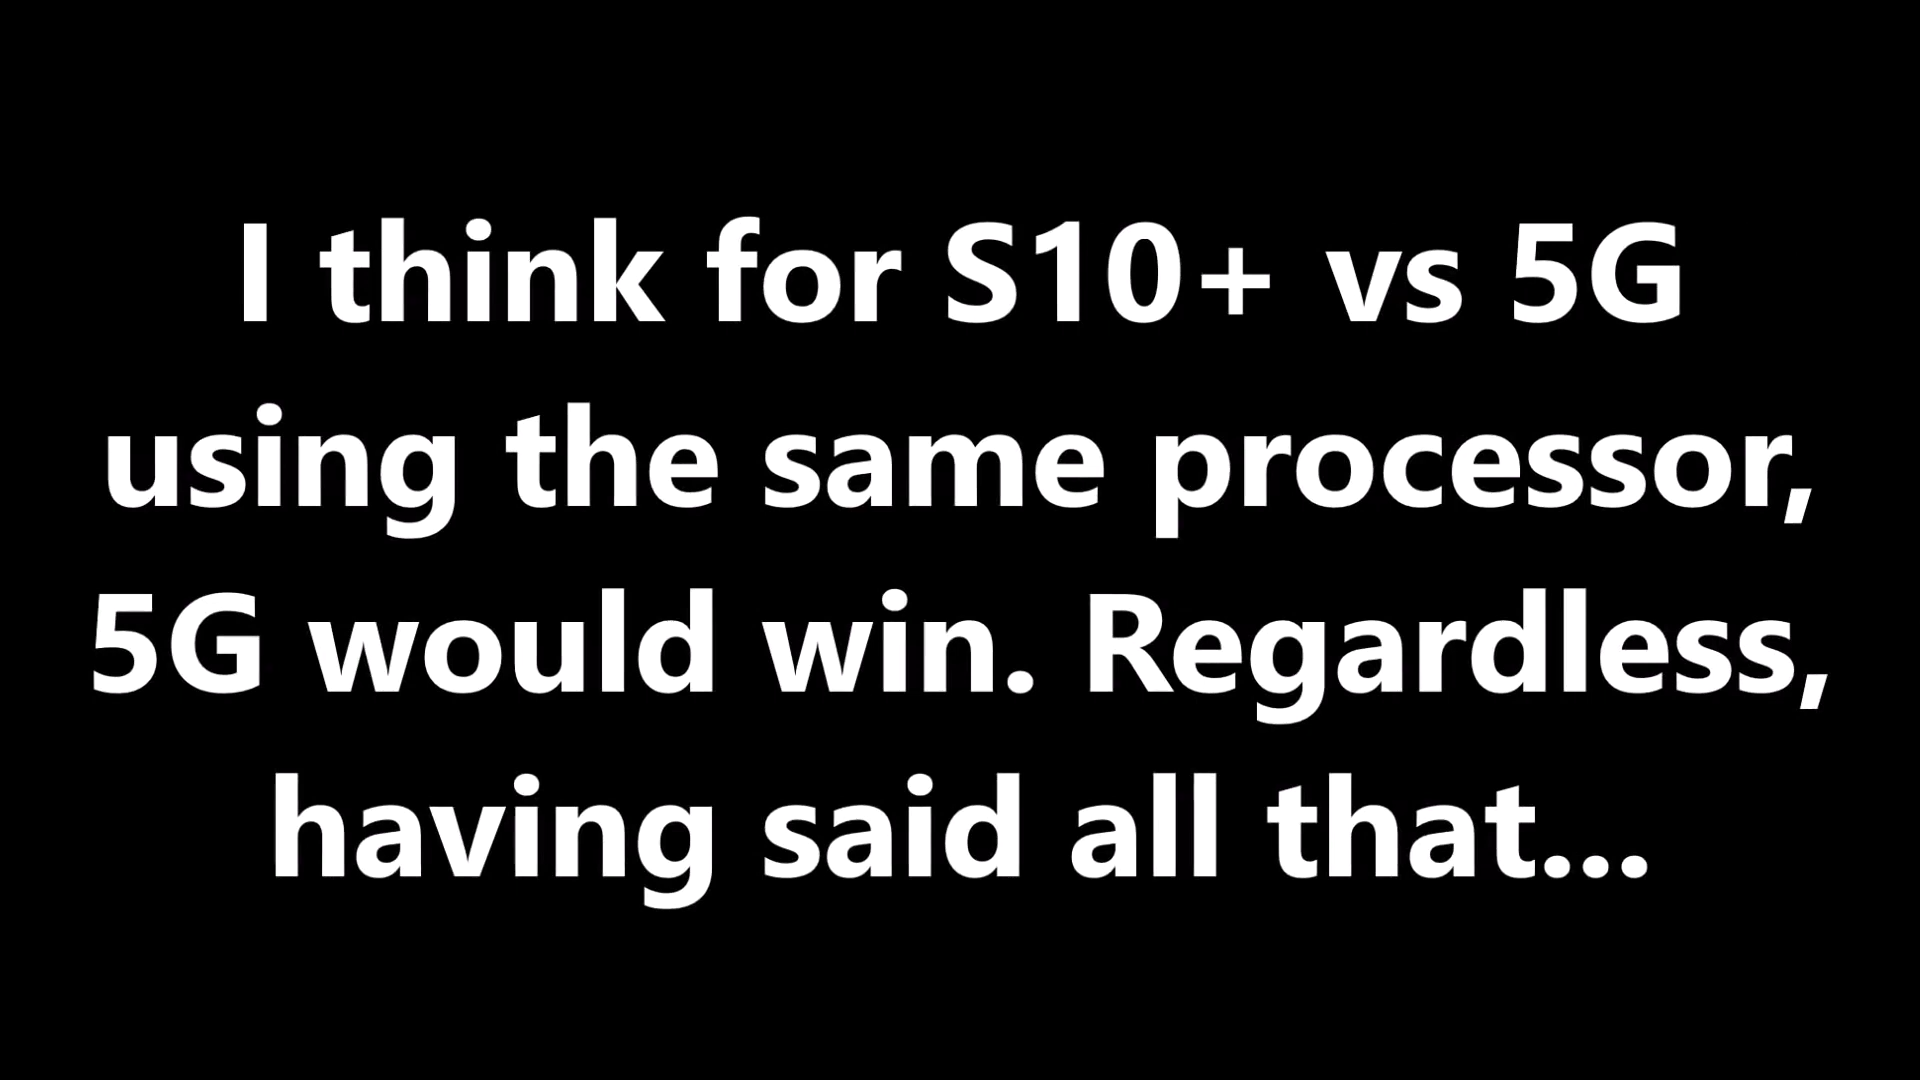 I think for S10+ vs 5G
using the same processor,
5G would win. Regardless,
having said all that...